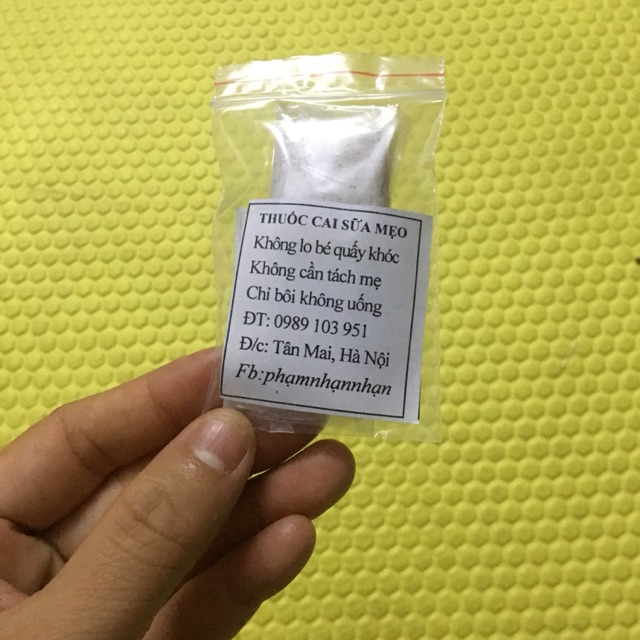 THUỐC CAI SỮA MẸO
Không lo bé quấy khóc
Không cần tách mẹ
Chỉ bôi không uống
ĐT: 0989 103 951
Đ/c: Tân Mai, Hà Nội
Fb:phạmnhạnnhạn